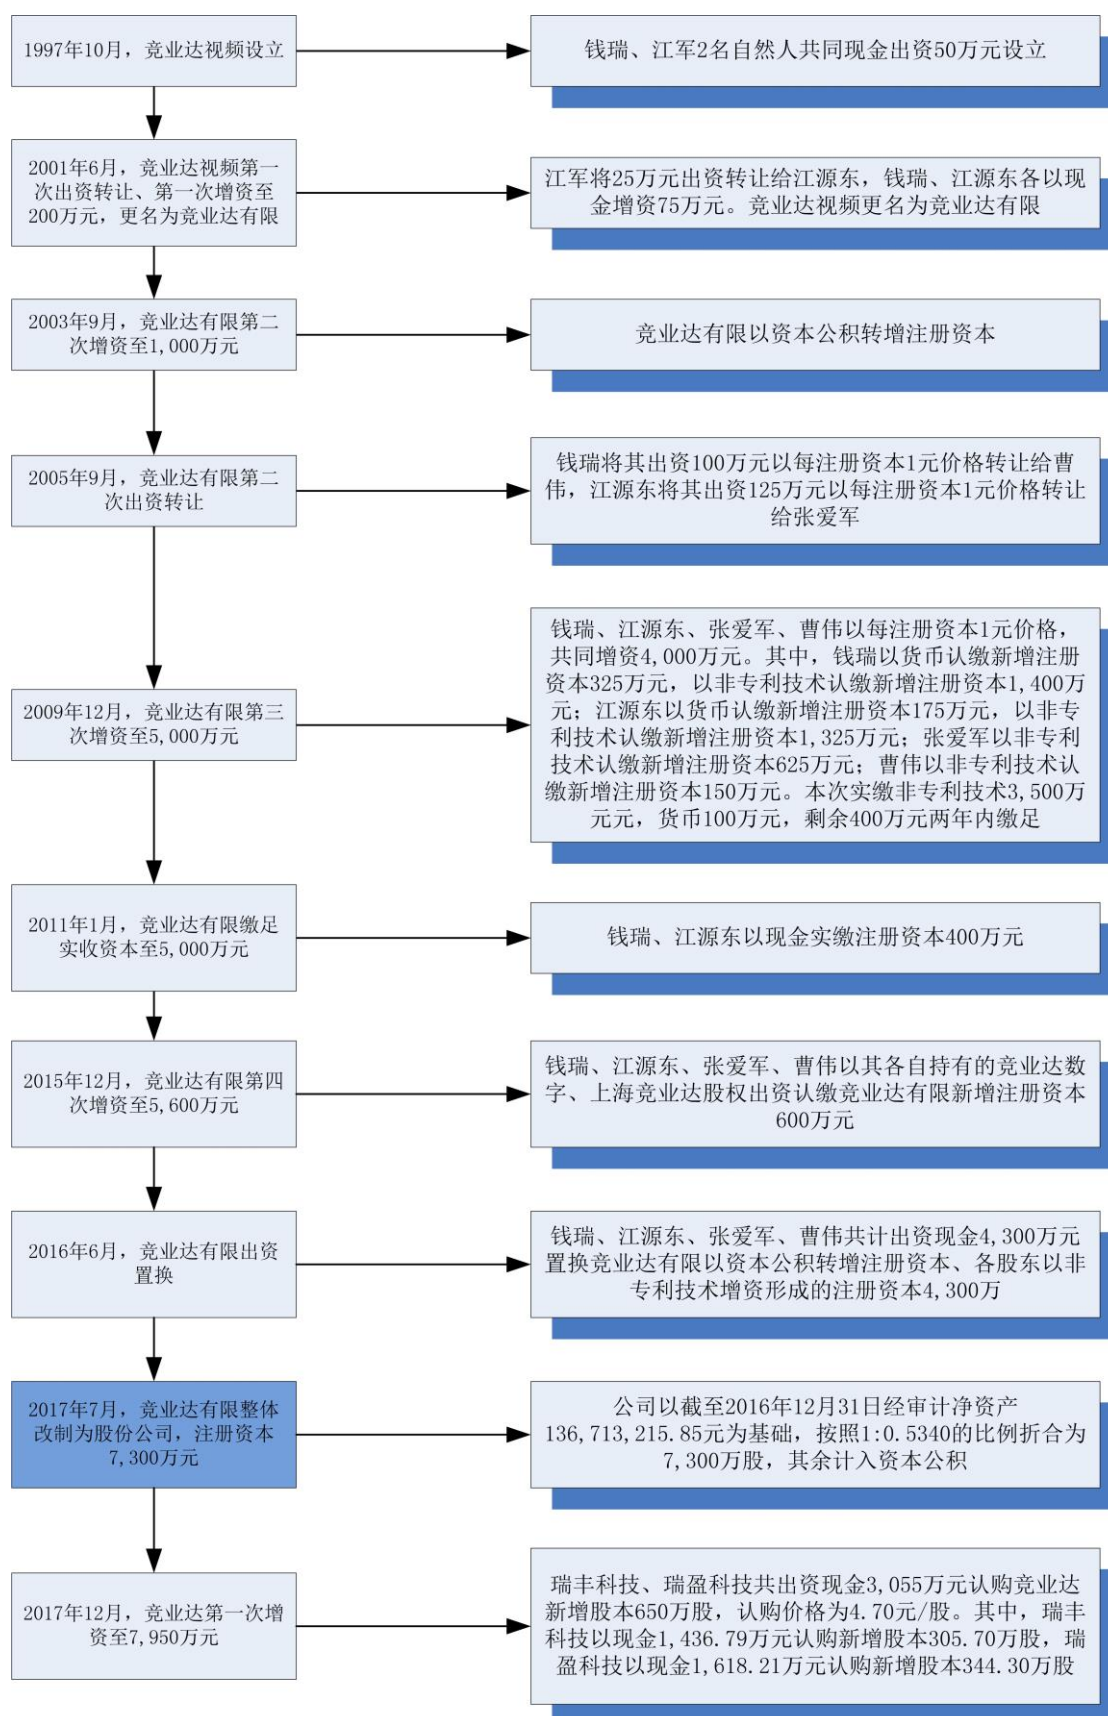 1997年10月，竞业达视频设立
钱瑞、江军2名自然人共同现金出资50万元设立
2001年6月，竞业达视频第一
次出资转让、第一次增资至
200万元，更名为竞业达有限
江军将25万元出资转让给江源东，钱瑞、江源东各以现
金增资75万元。竞业达视频更名为竞业达有限
2003年9月，竞业达有限第二
次增资至1,000万元
竞业达有限以资本公积转增注册资本
2005年9月，竞业达有限第二
次出资转让
钱瑞将其出资100万元以每注册资本1元价格转让给曹
伟，江源东将其出资125万元以每注册资本1元价格转让
给张爱军
2009年12月，竞业达有限第三
次增资至5,000万元
钱瑞、江源东、张爱军、曹伟以每注册资本1元价格，
共同增资4,000万元。其中，钱瑞以货币认缴新增注册
资本325万元，以非专利技术认缴新增注册资本1,400万
元；江源东以货币认缴新增注册资本175万元，以非专
利技术认缴新增注册资本1,325万元；张爱军以非专利
技术认缴新增注册资本625万元；曹伟以非专利技术认
缴新增注册资本150万元。本次实缴非专利技术3,500万
元元，货币100万元，剩余400万元两年内缴足
2011年1月，竞业达有限缴足
实收资本至5,000万元
钱瑞、江源东以现金实缴注册资本400万元
2015年12月，竞业达有限第四
次增资至5,600万元
钱瑞、江源东、张爱军、曹伟以其各自持有的竞业达数
字、上海竞业达股权出资认缴竞业达有限新增注册资本
600万元
2016年6月，竞业达有限出资
置换
钱瑞、江源东、张爱军、曹伟共计出资现金4,300万元
置换竞业达有限以资本公积转增注册资本、各股东以非
专利技术增资形成的注册资本4,300万
2017年7月，竞业达有限整体
改制为股份公司，注册资本
7,300万元
公司以截至2016年12月31日经审计净资产
136,713,215.85元为基础，按照1:0.5340的比例折合为
7,300万股，其余计入资本公积
2017年12月，竞业达第一次增
资至7,950万元
瑞丰科技、瑞盈科技共出资现金3,055万元认购竞业达
新增股本650万股，认购价格为4.70元/股。其中，瑞丰
科技以现金1,436.79万元认购新增股本305.70万股，瑞
盈科技以现金1,618.21万元认购新增股本344.30万股